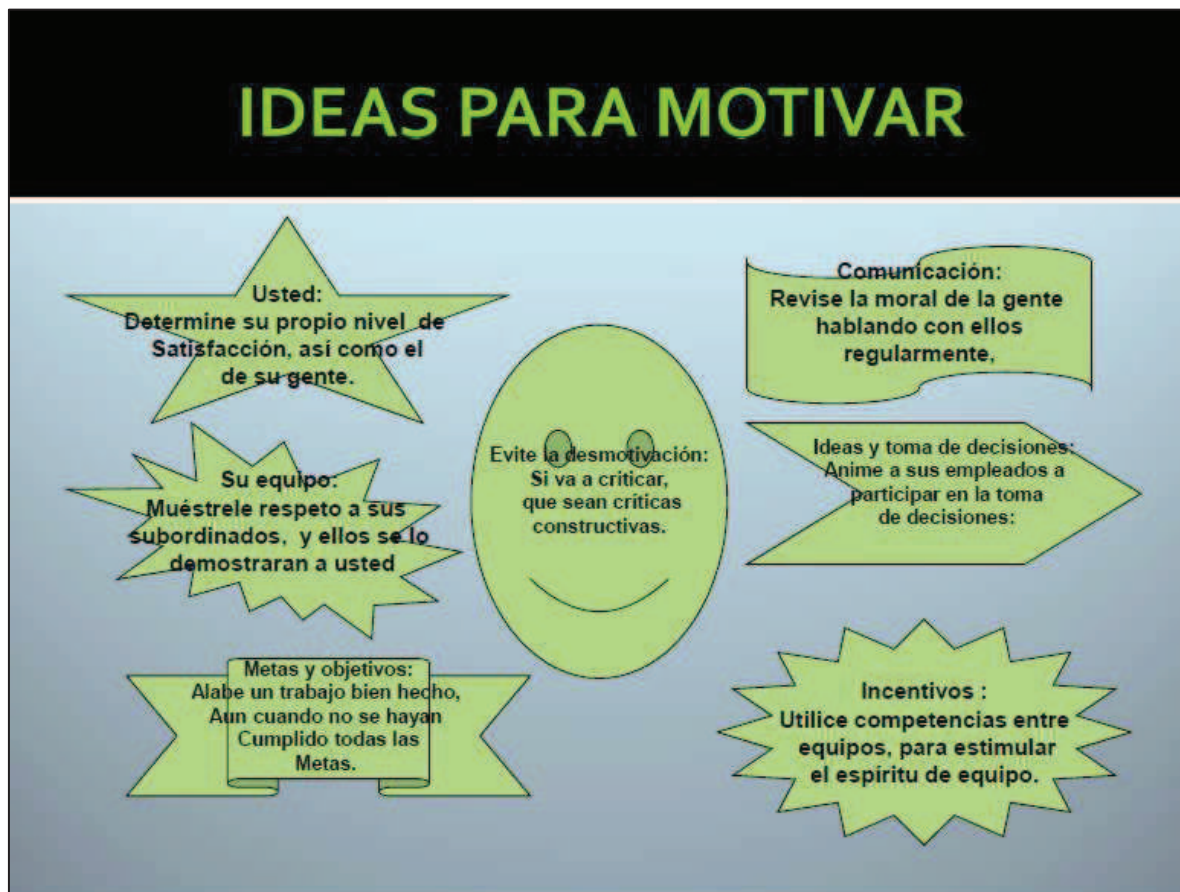 IDEAS PARA MOTIVAR
Usted:
Determine su propio nivel de
Satisfacción, así como el
de su gente.
Su equipo:
Muéstrele respeto a sus
subordinados, y ellos se lo
demostraran a usted
Metas y objetivos:
Alabe un trabajo bien hecho,
Aun cuando no se hayan
Cumplido todas las
Metas.
Evite la desmotivación:
Si va a criticar,
que sean críticas
constructivas.
Comunicación:
Revise la moral de la gente
hablando con ellos
regularmente,
Ideas y toma de decisiones:
Anime a sus empleados a
participar en la toma
de decisiones:
Incentivos :
Utilice competencias entre
equipos, para estimular
el espíritu de equipo.